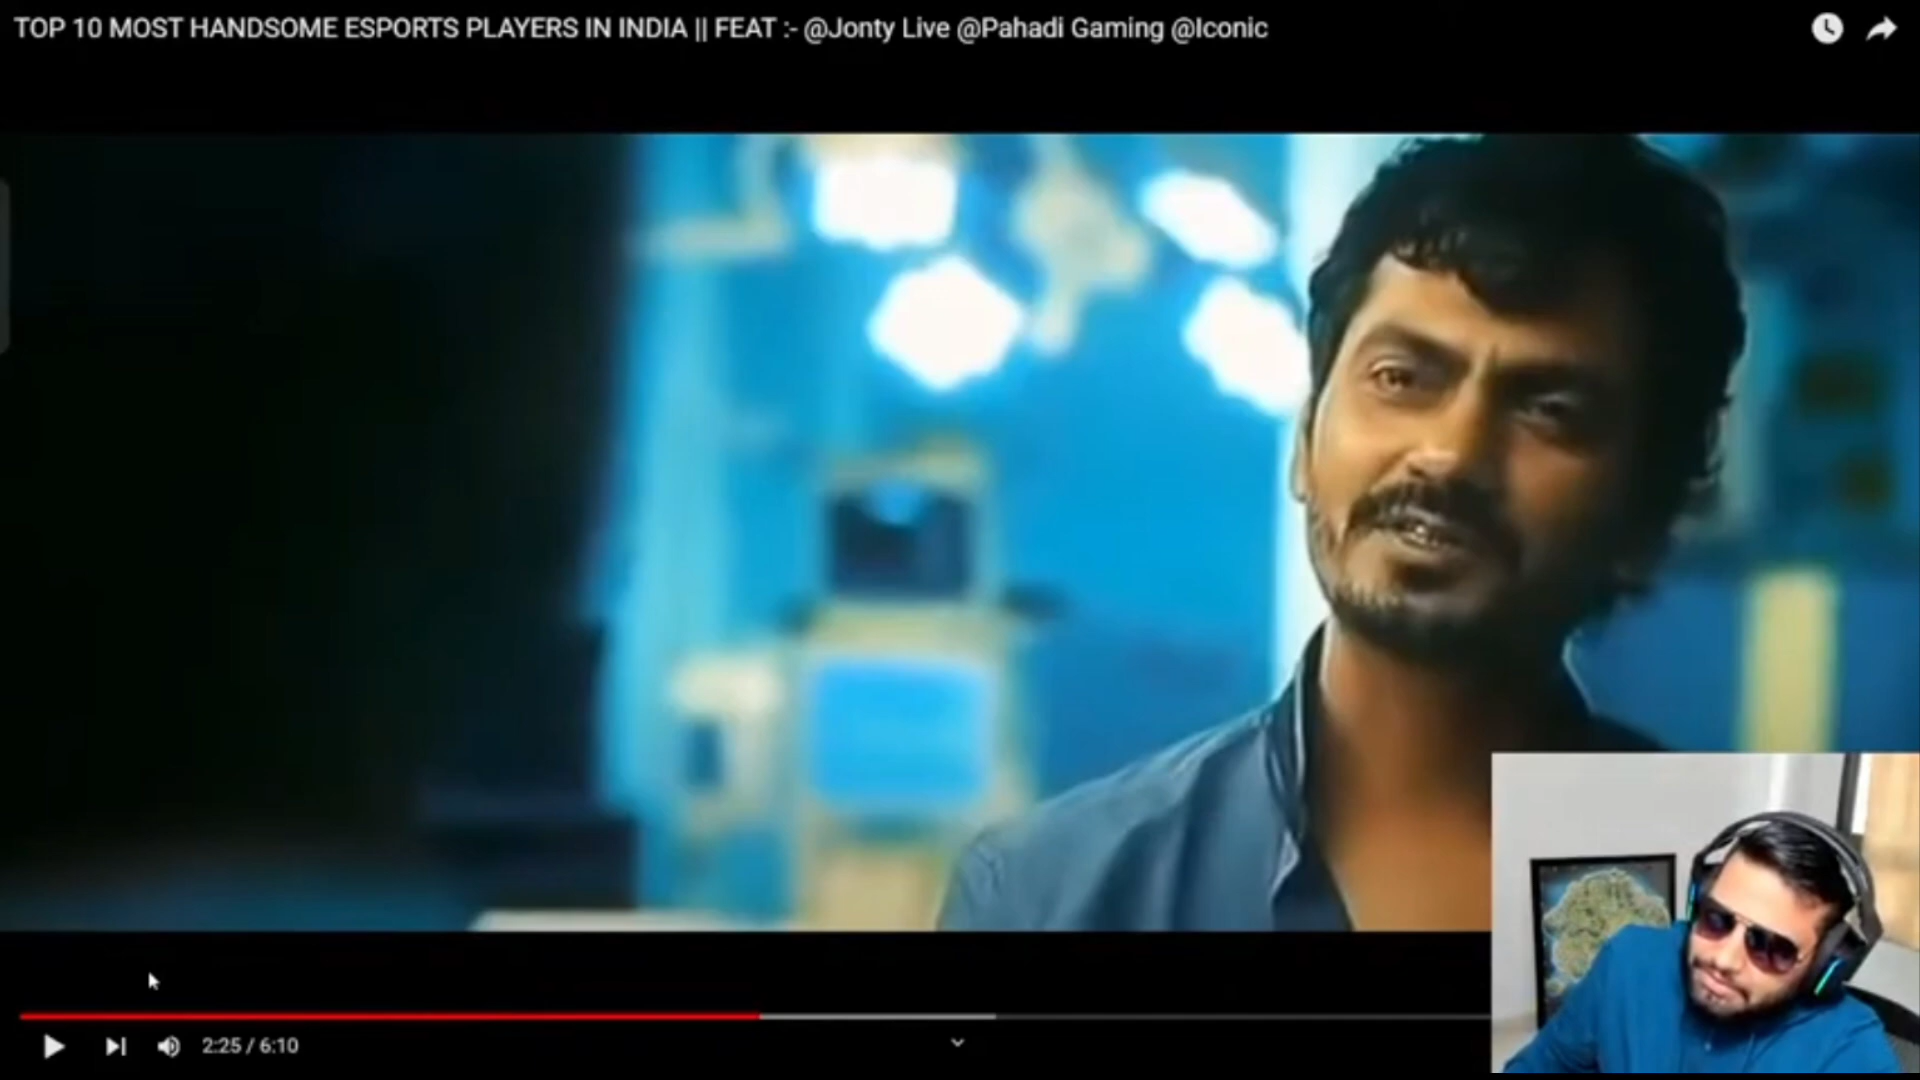 TOP 10 MOST HANDSOME ESPORTS PLAYERS IN INDIA || FEAT :- @Jonty Live @Pahadi Gaming @Iconic
2:25 / 6:10